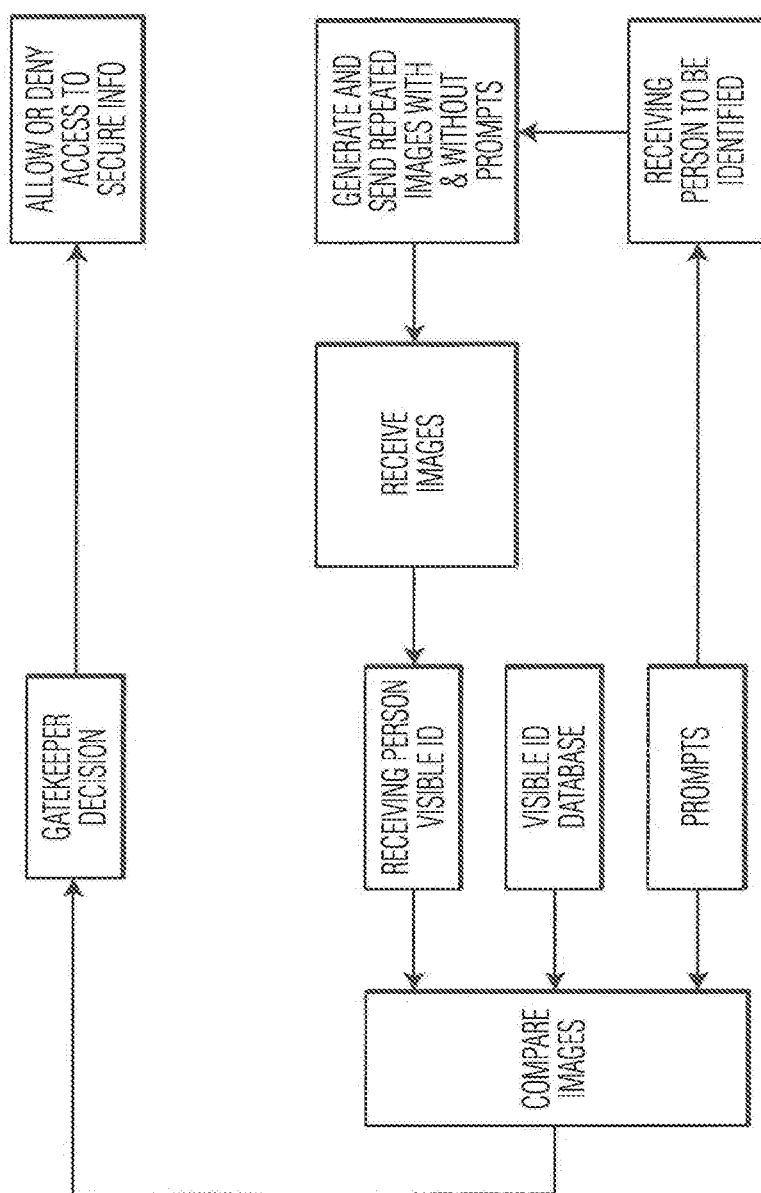 COMPARE
IMAGES
GATEKEEPER
DECISION
RECEIVING PERSON
VISIBLE ID
VISIBLE ID
DATABASE
PROMPTS
RECEIVE
IMAGES
ALLOW OR DENY
ACCESS TO
SECURE INFO
GENERATE AND
SEND REPEATED
IMAGES WITH
& WITHOUT
PROMPTS
RECEIVING
PERSON TO BE
IDENTIFIED